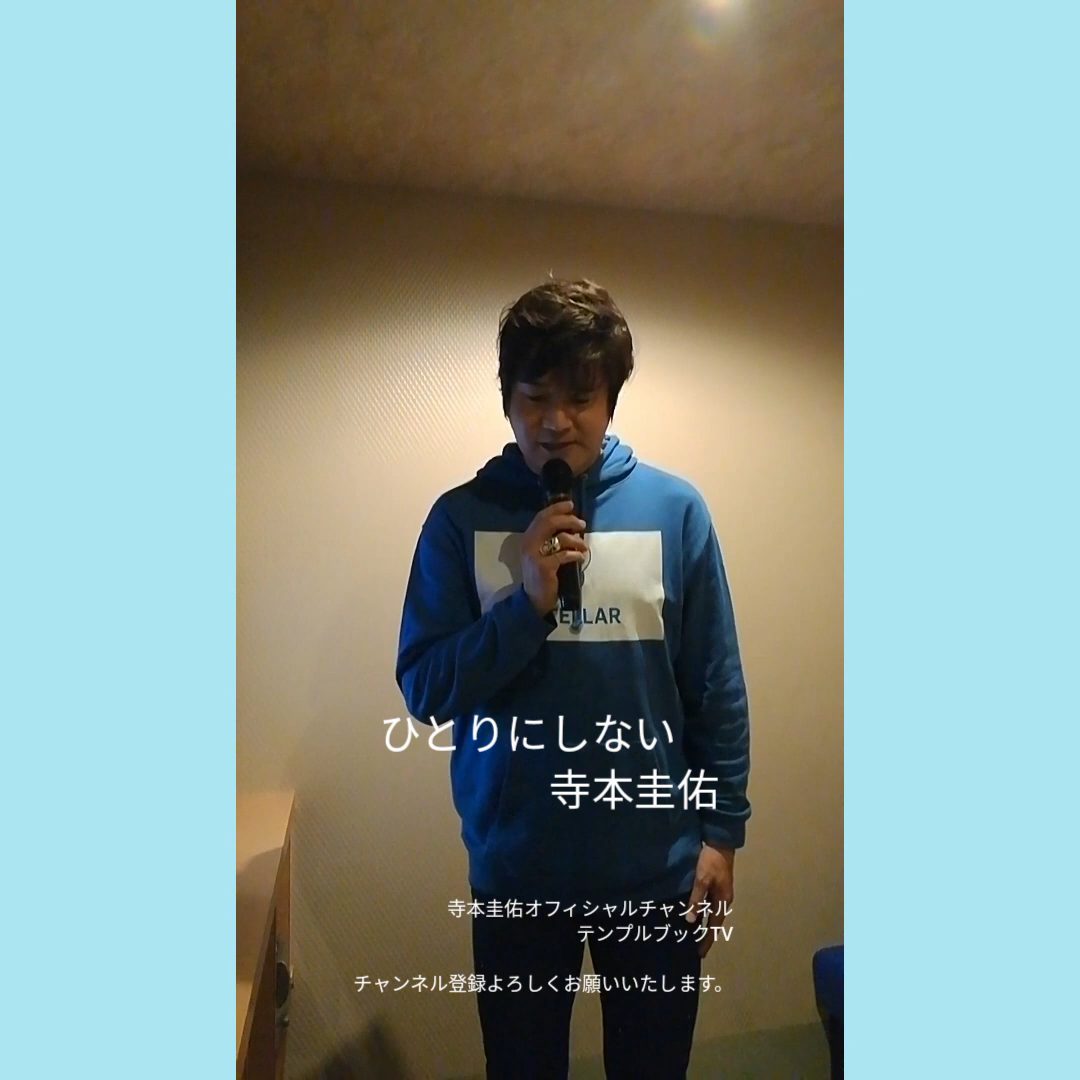 ELLAR
ひとりにしない
寺本圭佑
寺本圭佑オフィシャルチャンネル
テンプルブックTV
チャンネル登録よろしくお願いいたします。